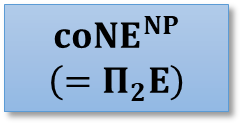 coNE^NP
(= Π₂E)